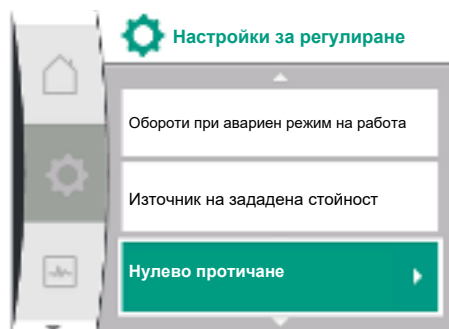 Настройки за регулиране
Обороти при авариен режим на работа
Източник на зададена стойност
Нулево протичане